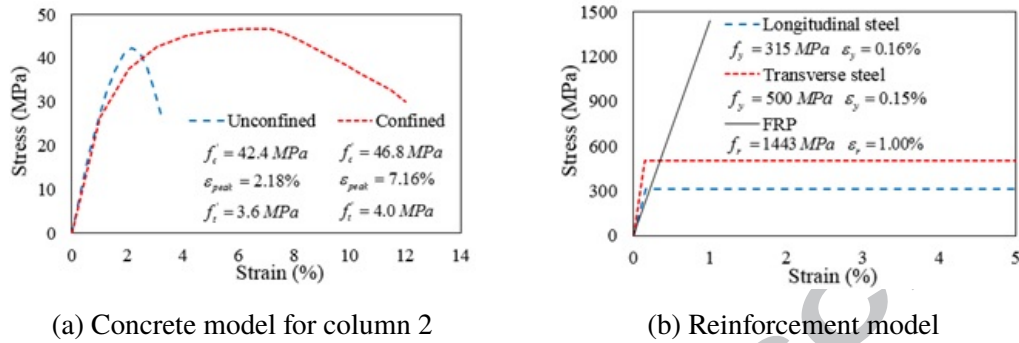 50
40
30
20
10
0
Stress (MPa)
Unconfined Confined
f'c = 42.4 MPa f'c = 46.8 MPa
εpeak = 2.18% εpeak = 7.16%
f't = 3.6 MPa f't = 4.0 MPa
0 2 4 6 8 10 12 14
Strain (%)
(a) Concrete model for column 2
1500
1200
900
600
300
0
Stress (MPa)
Longitudinal steel
fy = 315 MPa εy = 0.16%
Transverse steel
fy = 500 MPa εy = 0.15%
FRP
fr = 1443 MPa εr = 1.00%
0 1 2 3 4 5
Strain (%)
(b) Reinforcement model